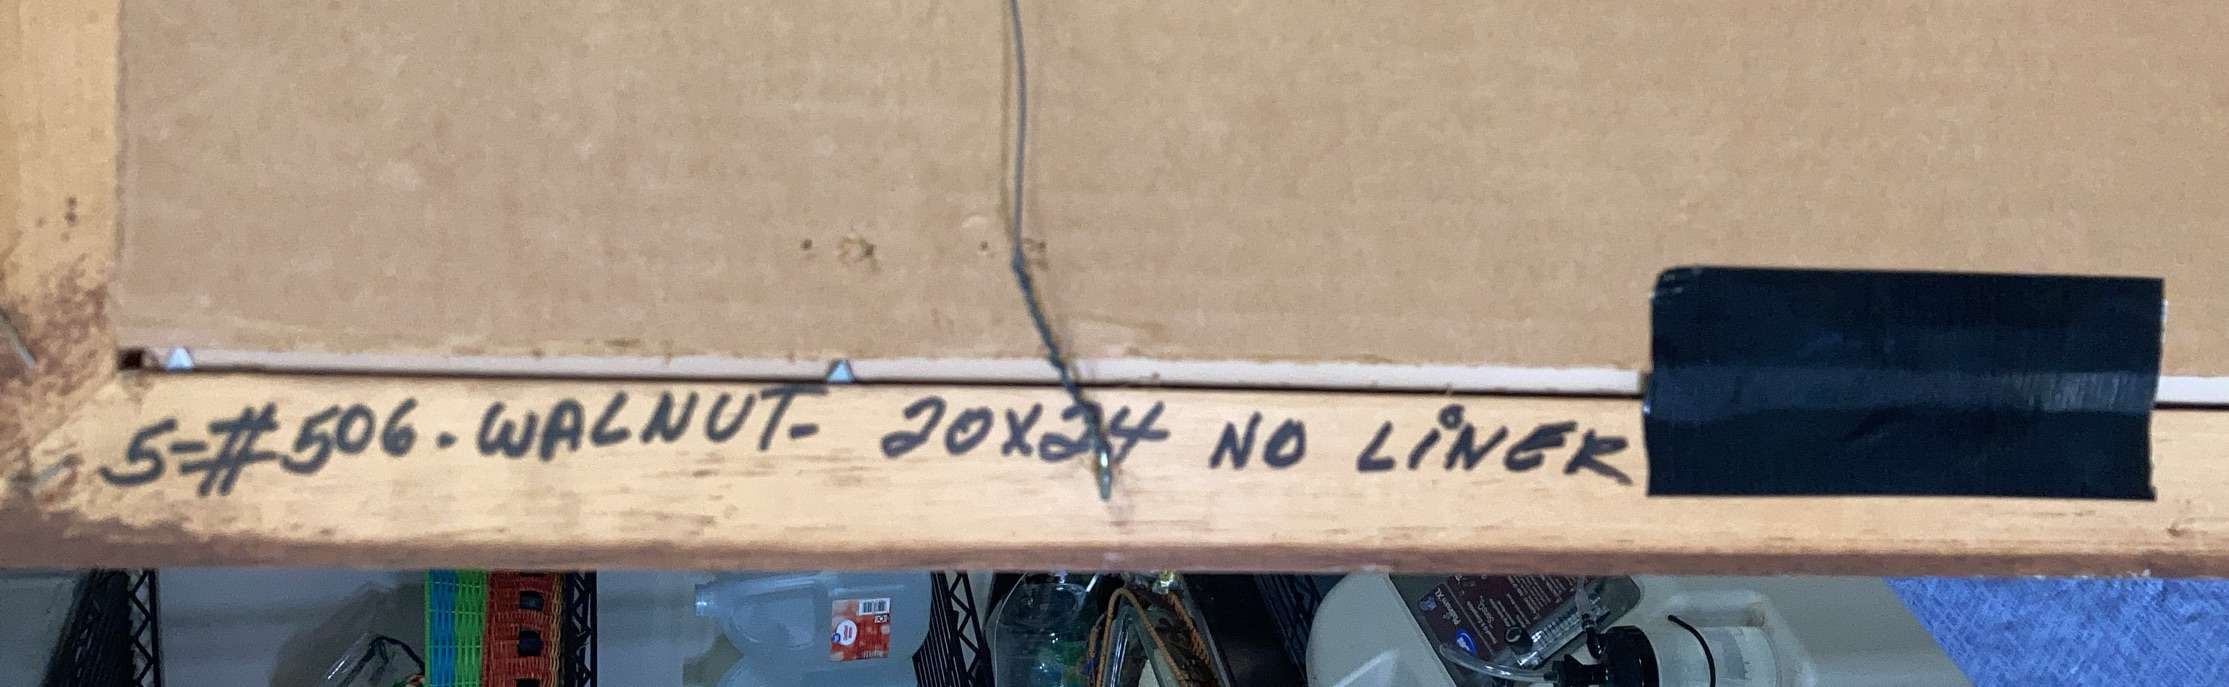 5-#506.WALNUT- 20X24 NO LINER